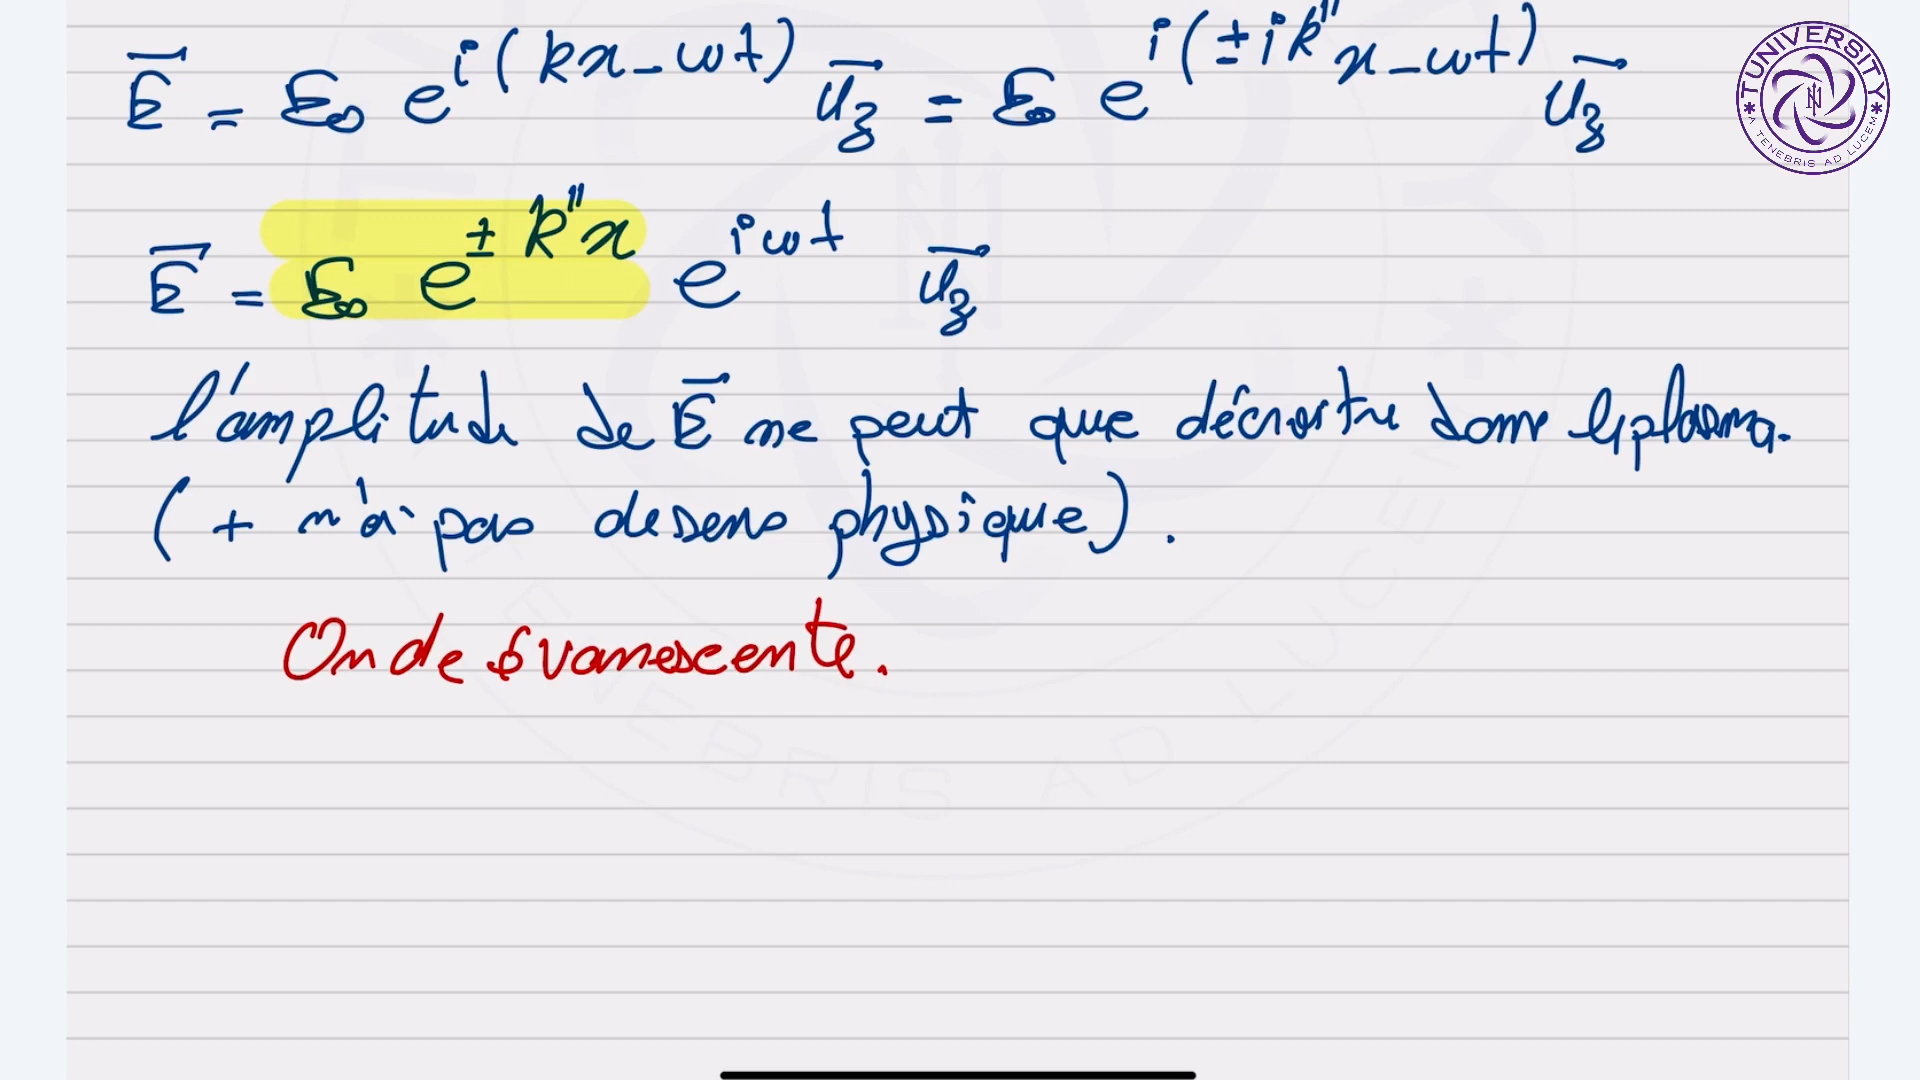 E⃗ = E₀ e^{i(kx-ωt)} u⃗_z = E₀ e^{i(±ik''x-ωt)} u⃗_z
E⃗ = E₀ e^{±k''x} e^{iωt} u⃗_z
l'amplitude de E⃗ ne peut que décroître dans le plasma.
(+ n'a pas de sens physique).
Onde évanescente.
TUNIVERSITY
A TENEBRIS AD LUCEM